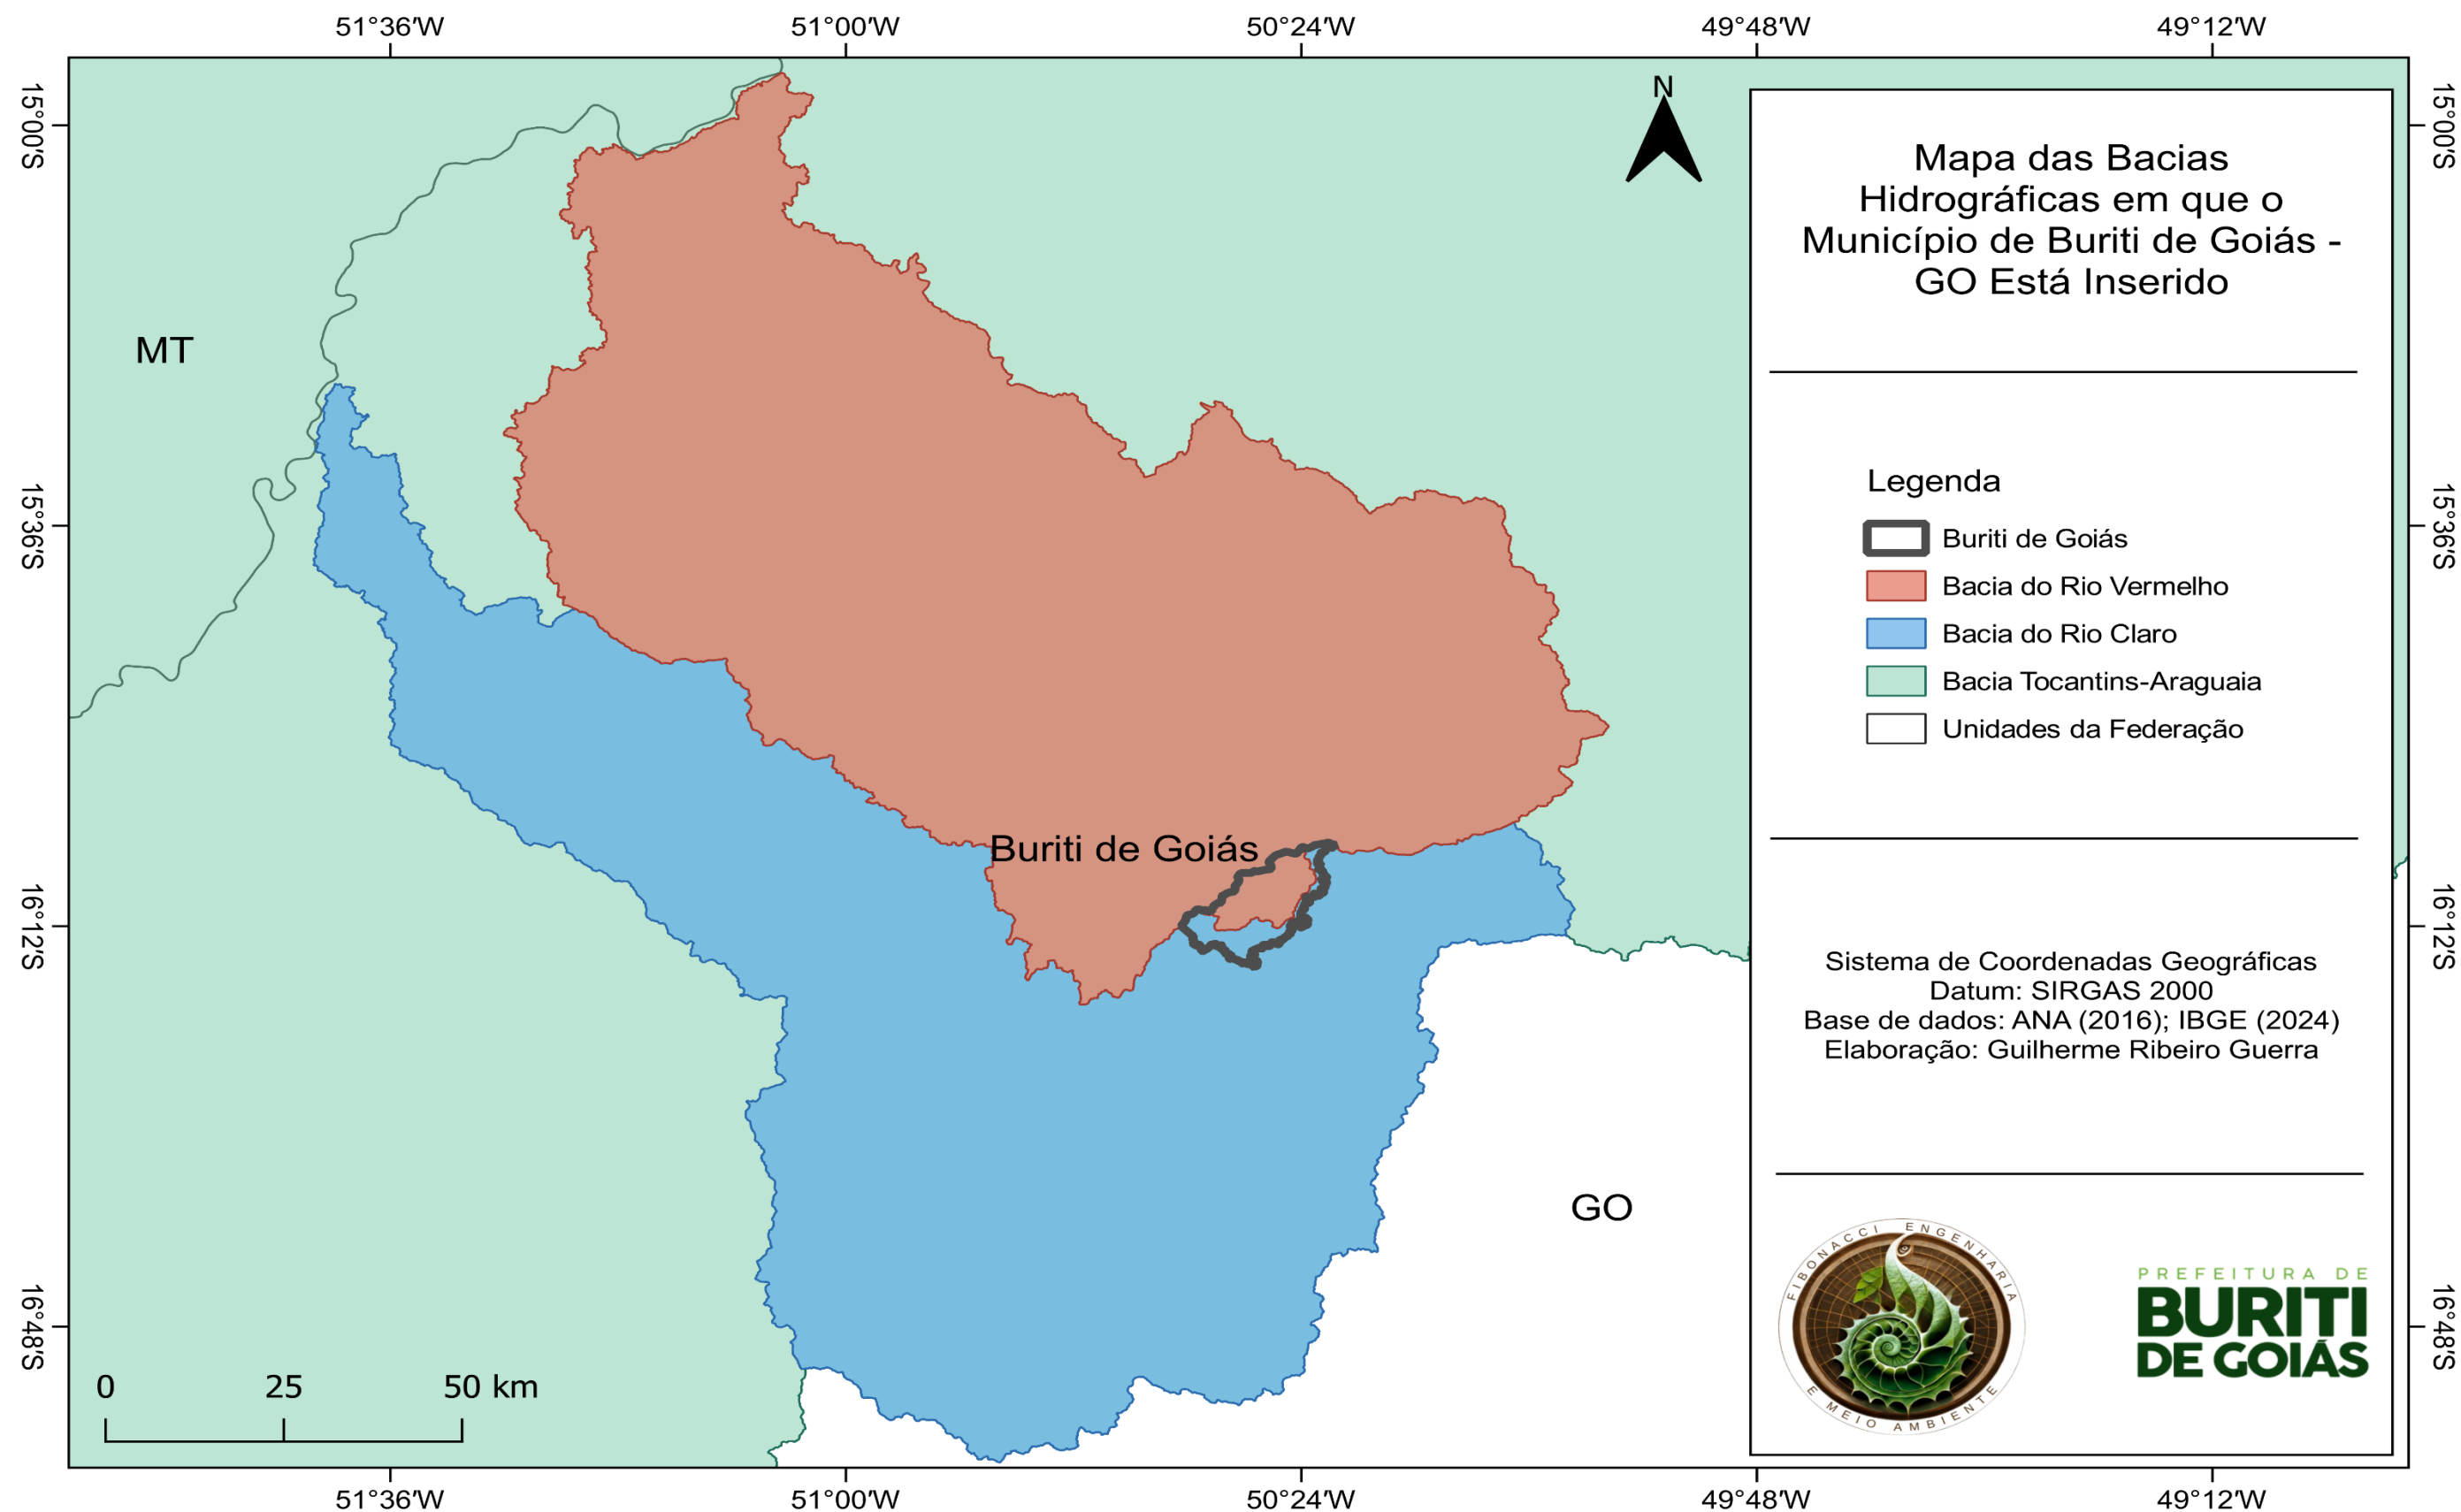 51°36'W 51°00'W 50°24'W 49°48'W 49°12'W
15°00'S
15°36'S
16°12'S
16°48'S
MT
Buriti de Goiás
GO
N
0 25 50 km
Mapa das Bacias
Hidrográficas em que o
Município de Buriti de Goiás -
GO Está Inserido
Legenda
Buriti de Goiás
Bacia do Rio Vermelho
Bacia do Rio Claro
Bacia Tocantins-Araguaia
Unidades da Federação
Sistema de Coordenadas Geográficas
Datum: SIRGAS 2000
Base de dados: ANA (2016); IBGE (2024)
Elaboração: Guilherme Ribeiro Guerra
FIBONACCI ENGENHARIA
E MEIO AMBIENTE
PREFEITURA DE
BURITI
DE GOIÁS
15°00'S
15°36'S
16°12'S
16°48'S
51°36'W 51°00'W 50°24'W 49°48'W 49°12'W